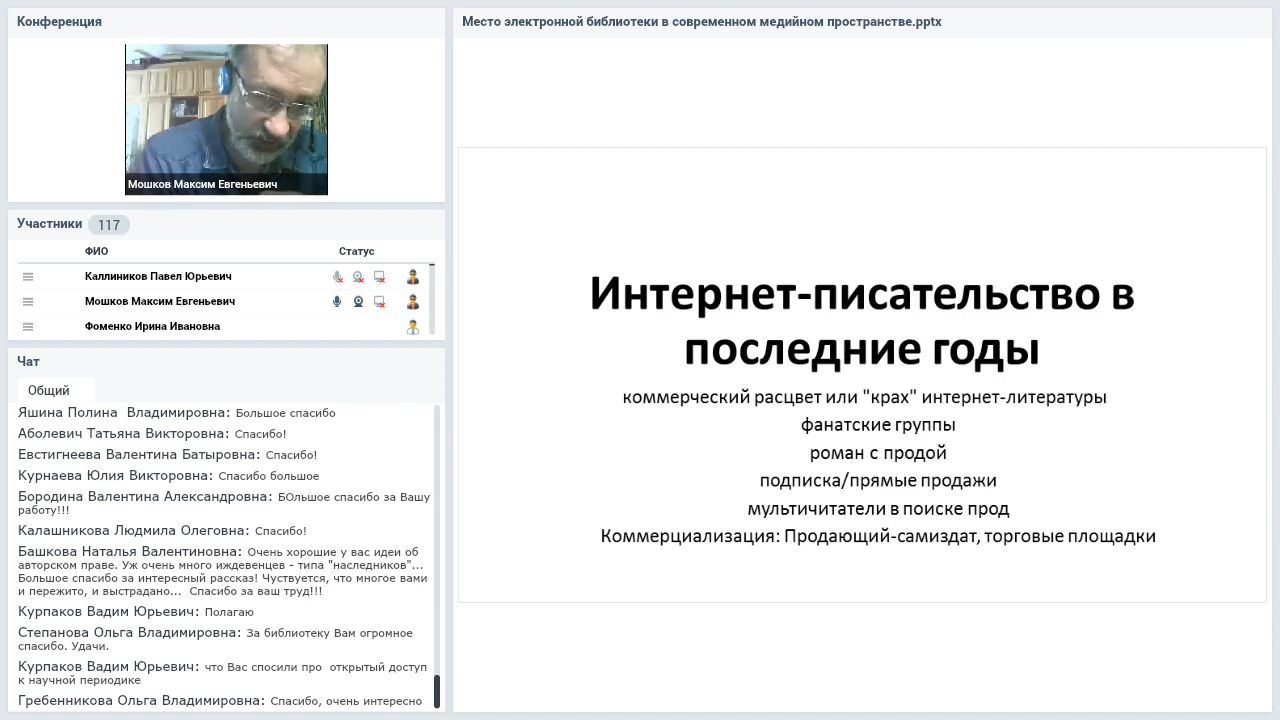 Конференция
Мошков Максим Евгеньевич
Участники 117
ФИО Статус
Каллиников Павел Юрьевич
Мошков Максим Евгеньевич
Фоменко Ирина Ивановна
Чат
Общий
Яшина Полина Владимировна: Большое спасибо
Аболевич Татьяна Викторовна: Спасибо!
Евстигнеева Валентина Батыровна: Спасибо!
Курнаева Юлия Викторовна: Спасибо большое
Бородина Валентина Александровна: БОльшое спасибо за Вашу
работу!!!
Калашникова Людмила Олеговна: Спасибо!
Башкова Наталья Валентиновна: Очень хорошие у вас идеи об
авторском праве. Уж очень много иждевенцев - типа "наследников"...
Большое спасибо за интересный рассказ! Чуствуется, что многое вами
и пережито, и выстрадано... Спасибо за ваш труд!!!
Курпаков Вадим Юрьевич: Полагаю
Степанова Ольга Владимировна: За библиотеку Вам огромное
спасибо. Удачи.
Курпаков Вадим Юрьевич: что Вас спосили про открытый доступ
к научной периодике
Гребенникова Ольга Владимировна: Спасибо, очень интересно
Место электронной библиотеки в современном медийном пространстве.pptx
Интернет-писательство в
последние годы
коммерческий расцвет или "крах" интернет-литературы
фанатские группы
роман с продой
подписка/прямые продажи
мультичитатели в поиске прод
Коммерциализация: Продающий-самиздат, торговые площадки